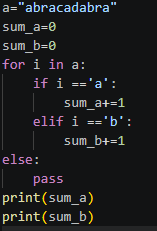 a="abracadabra"
sum_a=0
sum_b=0
for i in a:
    if i =='a':
        sum_a+=1
    elif i =='b':
        sum_b+=1
else:
    pass
print(sum_a)
print(sum_b)